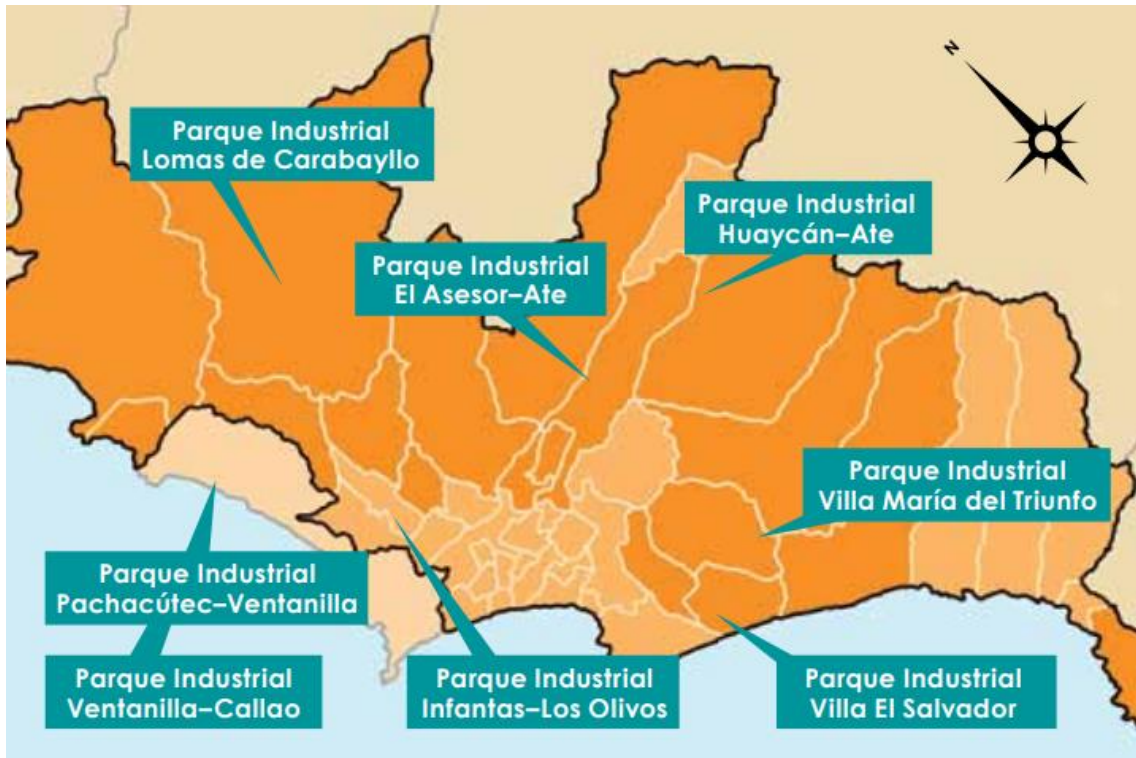 N
Parque Industrial
Lomas de Carabayllo
Parque Industrial
Huaycán–Ate
Parque Industrial
El Asesor–Ate
Parque Industrial
Villa María del Triunfo
Parque Industrial
Pachacútec–Ventanilla
Parque Industrial
Ventanilla–Callao
Parque Industrial
Infantas–Los Olivos
Parque Industrial
Villa El Salvador